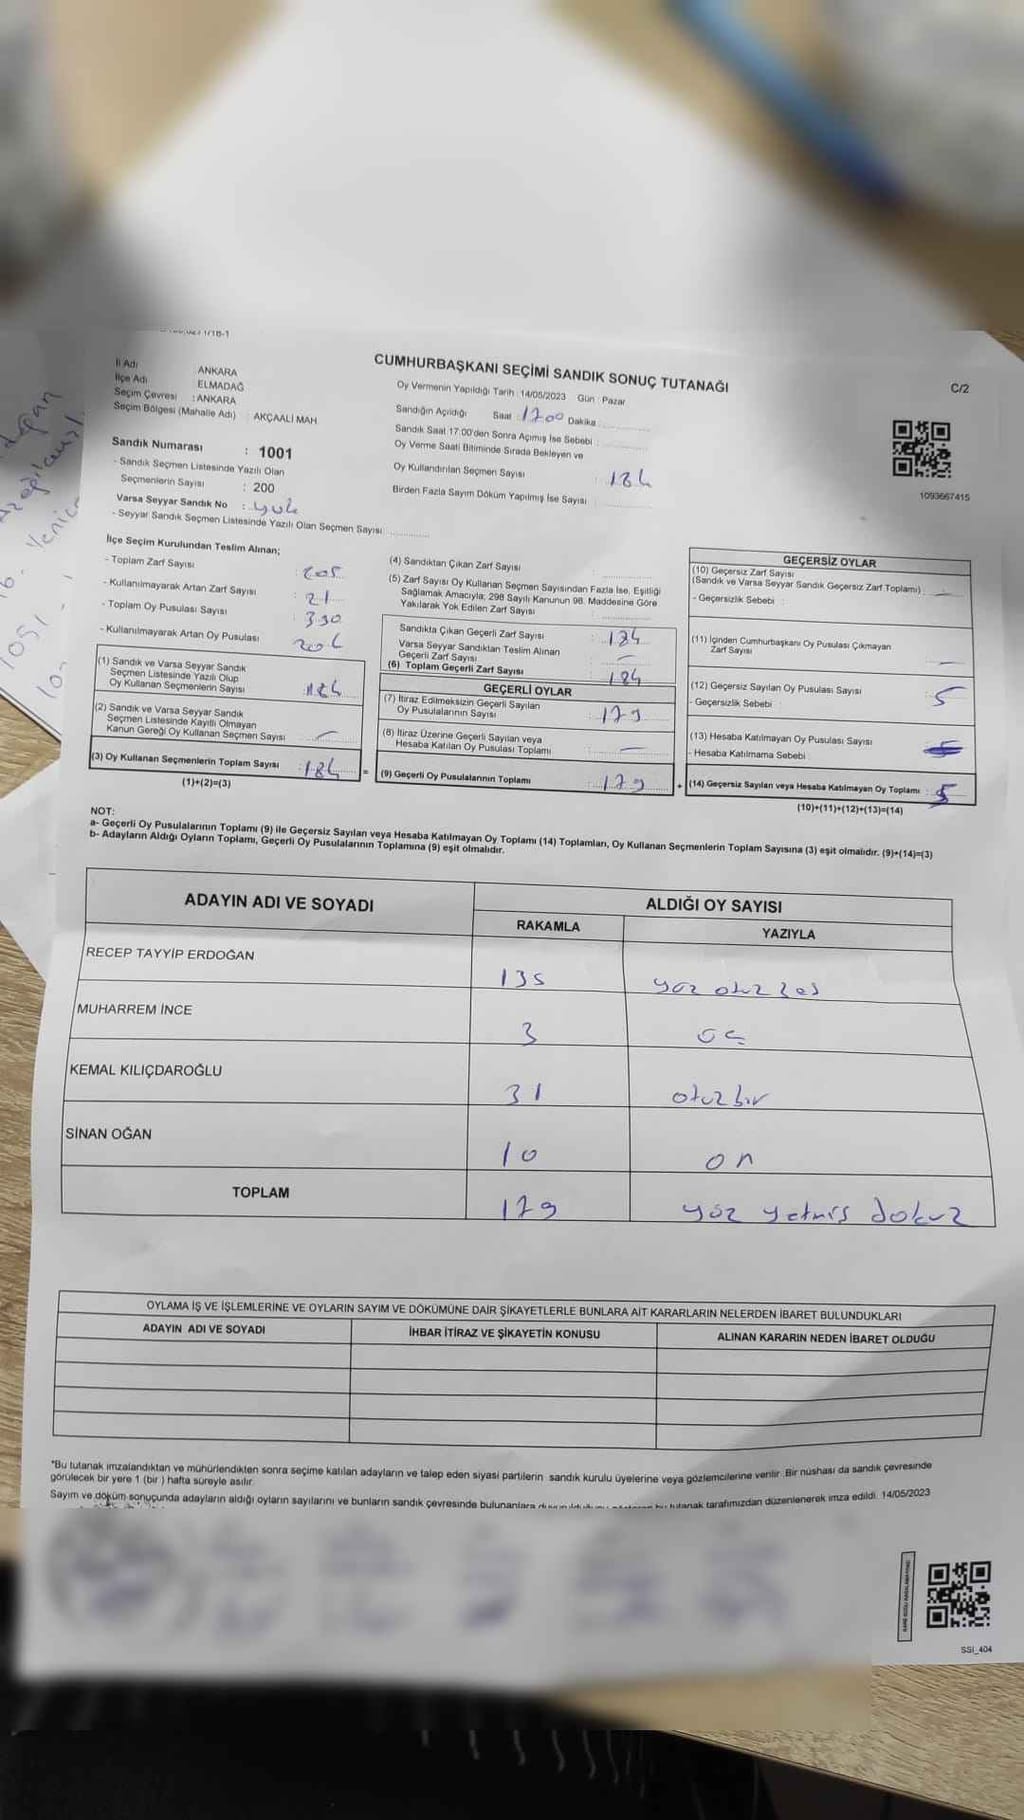 İl Adı ANKARA
İlçe Adı ELMADAĞ
Seçim Çevresi : ANKARA
Seçim Bölgesi (Mahalle Adı) : AKÇAALİ MAH
Sandık Numarası : 1001
- Sandık Seçmen Listesinde Yazılı Olan
Seçmenlerin Sayısı : 200
Varsa Seyyar Sandık No : yok
- Seyyar Sandık Seçmen Listesinde Yazılı Olan Seçmen Sayısı
CUMHURBAŞKANI SEÇİMİ SANDIK SONUÇ TUTANAĞI
C/2
Oy Vermenin Yapıldığı Tarih : 14/05/2023 Gün : Pazar
Sandığın Açıldığı Saat : 1700 Dakika
Sandık Saat 17:00'den Sonra Açımış İse Sebebi :
Oy Verme Saati Bitiminde Sırada Bekleyen ve
Oy Kullandırılan Seçmen Sayısı : 184
Birden Fazla Sayım Döküm Yapılmış İse Sayısı
1093667415
İlçe Seçim Kurulundan Teslim Alınan;
- Toplam Zarf Sayısı : 205
- Kullanılmayarak Artan Zarf Sayısı : 21
- Toplam Oy Pusulası Sayısı : 390
- Kullanılmayarak Artan Oy Pusulası : 206
(1) Sandık ve Varsa Seyyar Sandık
Seçmen Listesinde Yazılı Olup
Oy Kullanan Seçmenlerin Sayısı : 184
(2) Sandık ve Varsa Seyyar Sandık
Seçmen Listesinde Kayıtlı Olmayan
Kanun Gereği Oy Kullanan Seçmen Sayısı : –
(3) Oy Kullanan Seçmenlerin Toplam Sayısı : 184
(1)+(2)=(3)
(4) Sandıktan Çıkan Zarf Sayısı
(5) Zarf Sayısı Oy Kullanan Seçmen Sayısından Fazla İse, Eşitliği
Sağlamak Amacıyla; 298 Sayılı Kanunun 98. Maddesine Göre
Yakılarak Yok Edilen Zarf Sayısı
Sandıkta Çıkan Geçerli Zarf Sayısı : 184
Varsa Seyyar Sandıktan Teslim Alınan
Geçerli Zarf Sayısı : –
(6) Toplam Geçerli Zarf Sayısı : 184
GEÇERLİ OYLAR
(7) İtiraz Edilmeksizin Geçerli Sayılan
Oy Pusulalarının Sayısı : 179
(8) İtiraz Üzerine Geçerli Sayılan veya
Hesaba Katılan Oy Pusulası Toplamı : –
= (9) Geçerli Oy Pusulalarının Toplamı : 179
GEÇERSİZ OYLAR
(10) Geçersiz Zarf Sayısı
(Sandık ve Varsa Seyyar Sandık Geçersiz Zarf Toplamı) : –
- Geçersizlik Sebebi :
(11) İçinden Cumhurbaşkanı Oy Pusulası Çıkmayan
Zarf Sayısı : –
(12) Geçersiz Sayılan Oy Pusulası Sayısı : 5
- Geçersizlik Sebebi :
(13) Hesaba Katılmayan Oy Pusulası Sayısı
- Hesaba Katılmama Sebebi
+ (14) Geçersiz Sayılan veya Hesaba Katılmayan Oy Toplamı : 5
(10)+(11)+(12)+(13)=(14)
NOT:
a- Geçerli Oy Pusulalarının Toplamı (9) ile Geçersiz Sayılan veya Hesaba Katılmayan Oy Toplamı (14) Toplamları, Oy Kullanan Seçmenlerin Toplam Sayısına (3) eşit olmalıdır. (9)+(14)=(3)
b- Adayların Aldığı Oyların Toplamı, Geçerli Oy Pusulalarının Toplamına (9) eşit olmalıdır.
ADAYIN ADI VE SOYADI ALDIĞI OY SAYISI
RAKAMLA YAZIYLA
RECEP TAYYİP ERDOĞAN 135 yüz otuz beş
MUHARREM İNCE 3 üç
KEMAL KILIÇDAROĞLU 31 otuz bir
SİNAN OĞAN 10 on
TOPLAM 179 yüz yetmiş dokuz
OYLAMA İŞ VE İŞLEMLERİNE VE OYLARIN SAYIM VE DÖKÜMÜNE DAİR ŞİKAYETLERLE BUNLARA AİT KARARLARIN NELERDEN İBARET BULUNDUKLARI
ADAYIN ADI VE SOYADI İHBAR İTİRAZ VE ŞİKAYETİN KONUSU ALINAN KARARIN NEDEN İBARET OLDUĞU
*Bu tutanak imzalandıktan ve mühürlendikten sonra seçime katılan adayların ve talep eden siyasi partilerin sandık kurulu üyelerine veya gözlemcilerine verilir. Bir nüshası da sandık çevresinde
görülecek bir yere 1 (bir ) hafta süreyle asılır.
Sayım ve döküm sonuçunda adayların aldığı oyların sayılarını ve bunların sandık çevresinde bulunanlara bu tutanak tarafımızdan düzenlenerek imza edildi. 14/05/2023
SSI_404